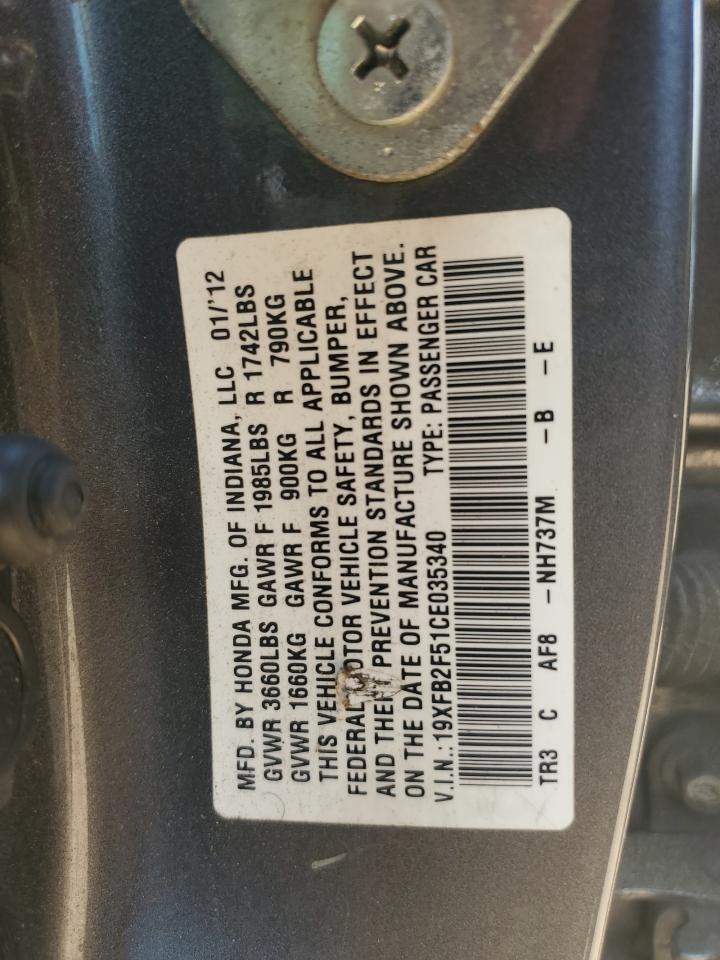 MFD. BY HONDA MFG. OF INDIANA, LLC 01/'12
GVWR 3660LBS GAWR F 1985LBS R 1742LBS
GVWR 1660KG GAWR F 900KG R 790KG
THIS VEHICLE CONFORMS TO ALL APPLICABLE
FEDERAL MOTOR VEHICLE SAFETY, BUMPER,
AND THEFT PREVENTION STANDARDS IN EFFECT
ON THE DATE OF MANUFACTURE SHOWN ABOVE.
V.I.N.: 19XFB2F51CE035340 TYPE: PASSENGER CAR
TR3 C AF8 -NH737M -B -E